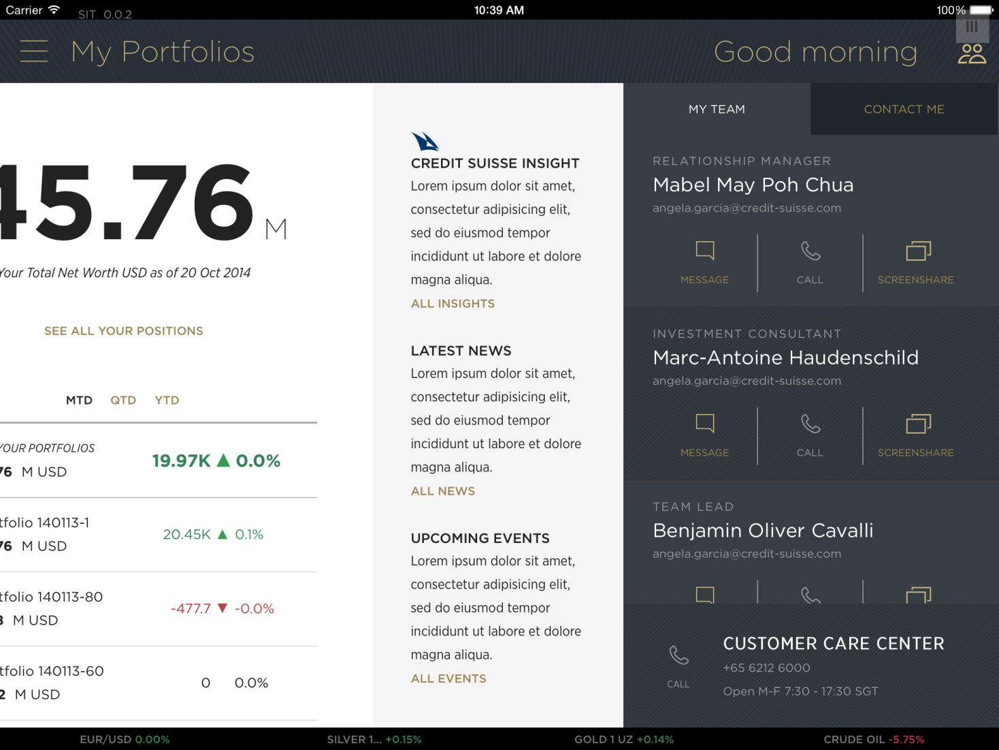 Carrier
SIT 0.0.2
10:39 AM
100%
My Portfolios
Good morning
45.76 M
Your Total Net Worth USD as of 20 Oct 2014
SEE ALL YOUR POSITIONS
MTD QTD YTD
YOUR PORTFOLIOS
76 M USD
19.97K ▲ 0.0%
tfolio 140113-1
76 M USD
20.45K ▲ 0.1%
tfolio 140113-80
3 M USD
-477.7 ▼ -0.0%
tfolio 140113-60
2 M USD
0 0.0%
CREDIT SUISSE INSIGHT
Lorem ipsum dolor sit amet,
consectetur adipisicing elit,
sed do eiusmod tempor
incididunt ut labore et dolore
magna aliqua.
ALL INSIGHTS
LATEST NEWS
Lorem ipsum dolor sit amet,
consectetur adipisicing elit,
sed do eiusmod tempor
incididunt ut labore et dolore
magna aliqua.
ALL NEWS
UPCOMING EVENTS
Lorem ipsum dolor sit amet,
consectetur adipisicing elit,
sed do eiusmod tempor
incididunt ut labore et dolore
magna aliqua.
ALL EVENTS
MY TEAM
CONTACT ME
RELATIONSHIP MANAGER
Mabel May Poh Chua
angela.garcia@credit-suisse.com
MESSAGE CALL SCREENSHARE
INVESTMENT CONSULTANT
Marc-Antoine Haudenschild
angela.garcia@credit-suisse.com
MESSAGE CALL SCREENSHARE
TEAM LEAD
Benjamin Oliver Cavalli
angela.garcia@credit-suisse.com
CALL
CUSTOMER CARE CENTER
+65 6212 6000
Open M-F 7:30 - 17:30 SGT
EUR/USD 0.00%
SILVER 1... +0.15%
GOLD 1 UZ +0.14%
CRUDE OIL -5.75%